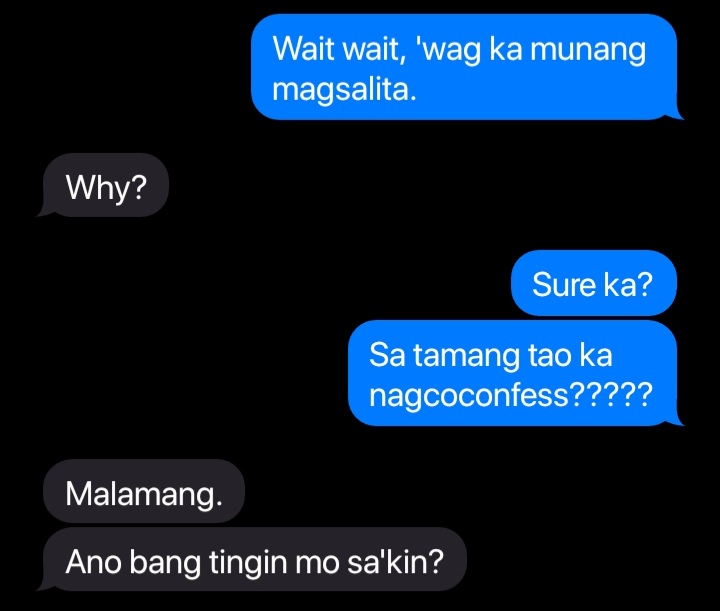 Wait wait, 'wag ka munang
magsalita.
Why?
Sure ka?
Sa tamang tao ka
nagcoconfess?????
Malamang.
Ano bang tingin mo sa'kin?